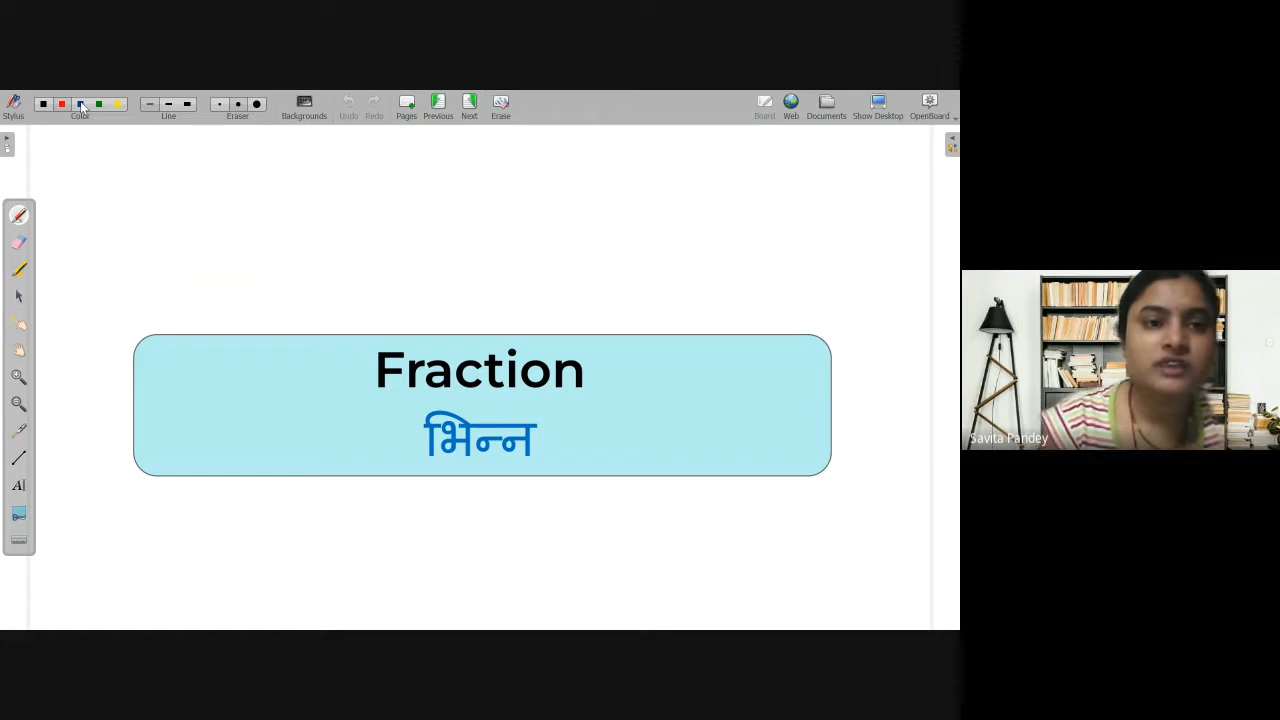 Stylus
Color
Line
Eraser
Backgrounds
Undo
Redo
Pages
Previous
Next
Erase
Board
Web
Documents
Show Desktop
OpenBoard
Fraction
भिन्न
AI
Savita Pandey